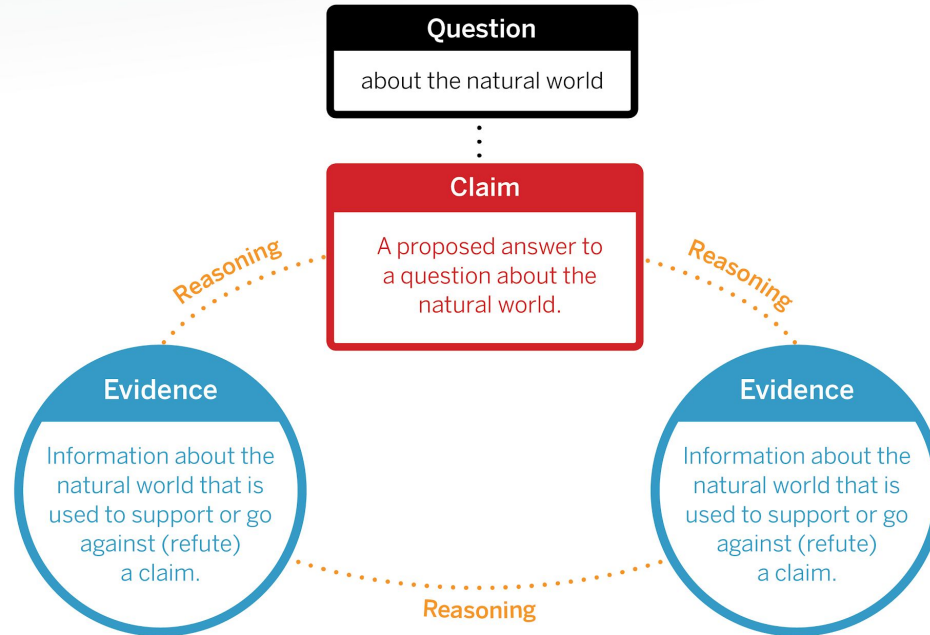 Question
about the natural world
Claim
A proposed answer to
a question about the
natural world.
Reasoning
Reasoning
Evidence
Information about the
natural world that is
used to support or go
against (refute)
a claim.
Evidence
Information about the
natural world that is
used to support or go
against (refute)
a claim.
Reasoning